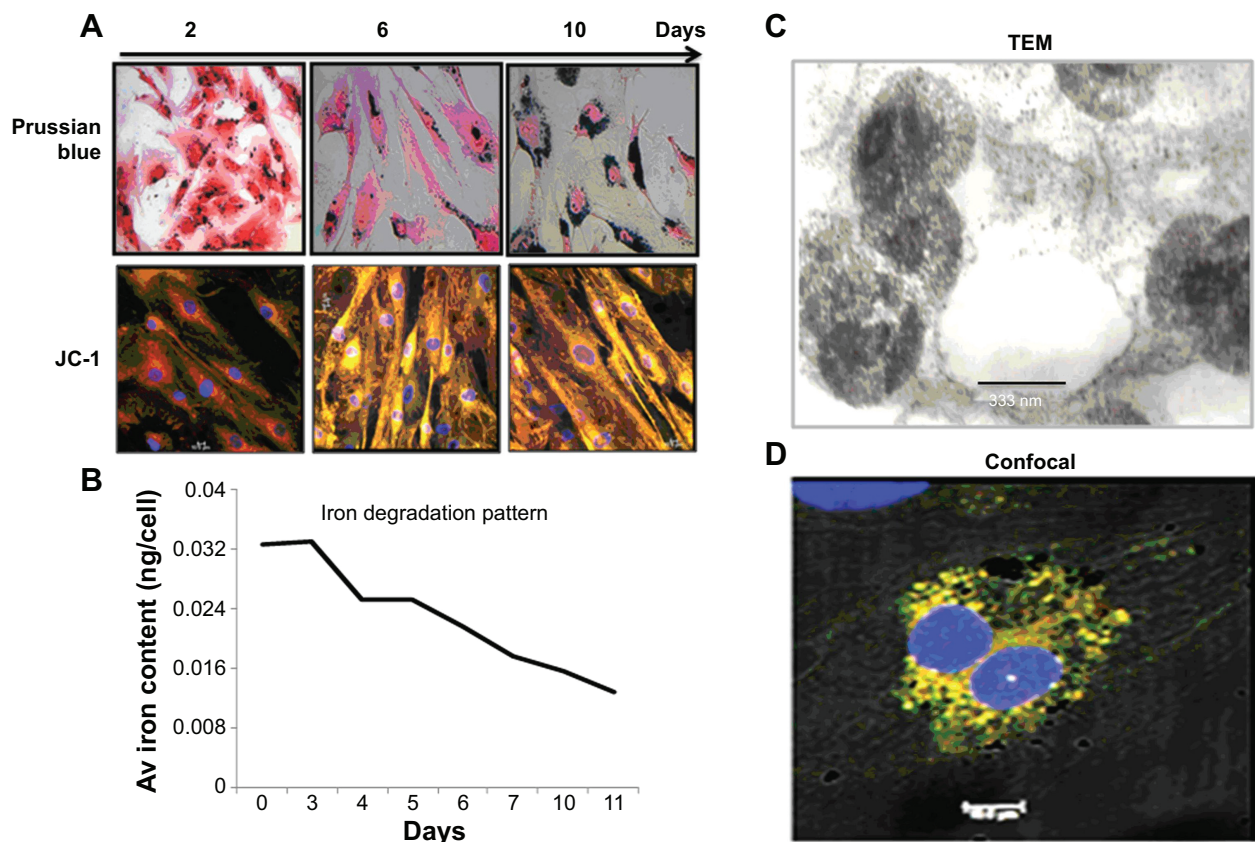 A
2 6 10 Days
Prussian
blue
JC-1
B
0.04
Iron degradation pattern
0.032
0.024
0.016
0.008
0
Av iron content (ng/cell)
0 3 4 5 6 7 10 11
Days
C
TEM
333 nm
D
Confocal